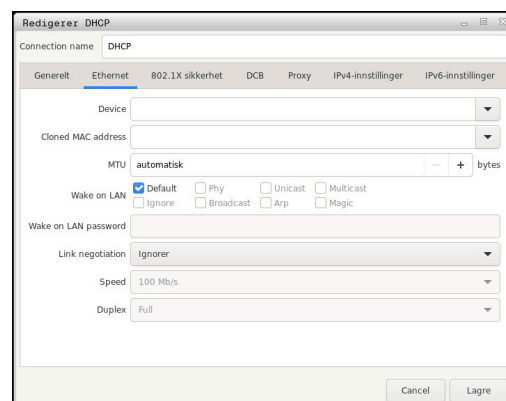 Redigerer DHCP
Connection name DHCP
Generelt Ethernet 802.1X sikkerhet DCB Proxy IPv4-innstillinger IPv6-innstillinger
Device
Cloned MAC address
MTU automatisk − + bytes
Wake on LAN Default Phy Unicast Multicast
Ignore Broadcast Arp Magic
Wake on LAN password
Link negotiation Ignorer
Speed 100 Mb/s
Duplex Full
Cancel Lagre